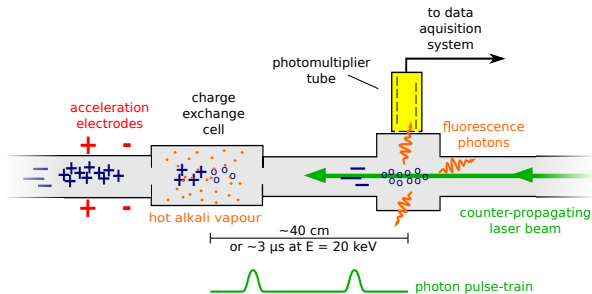 to data
aquisition
system
photomultiplier
tube
charge
exchange
cell
acceleration
electrodes
+ -
fluorescence
photons
+ -
hot alkali vapour
counter-propagating
laser beam
~40 cm
or ~3 µs at E = 20 keV
photon pulse-train